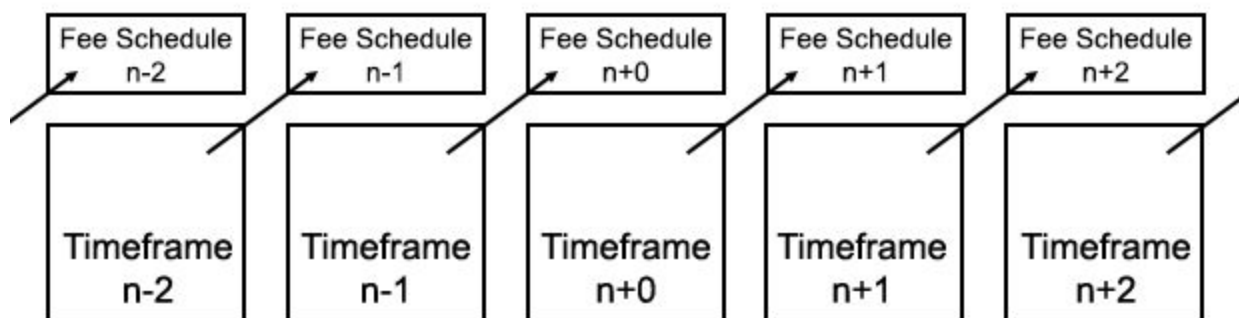 Fee Schedule
n-2
Fee Schedule
n-1
Fee Schedule
n+0
Fee Schedule
n+1
Fee Schedule
n+2
Timeframe
n-2
Timeframe
n-1
Timeframe
n+0
Timeframe
n+1
Timeframe
n+2